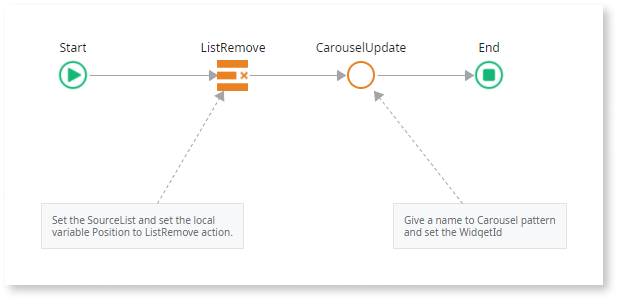 Start
ListRemove
CarouselUpdate
End
Set the SourceList and set the local
variable Position to ListRemove action.
Give a name to Carousel pattern
and set the WidgetId